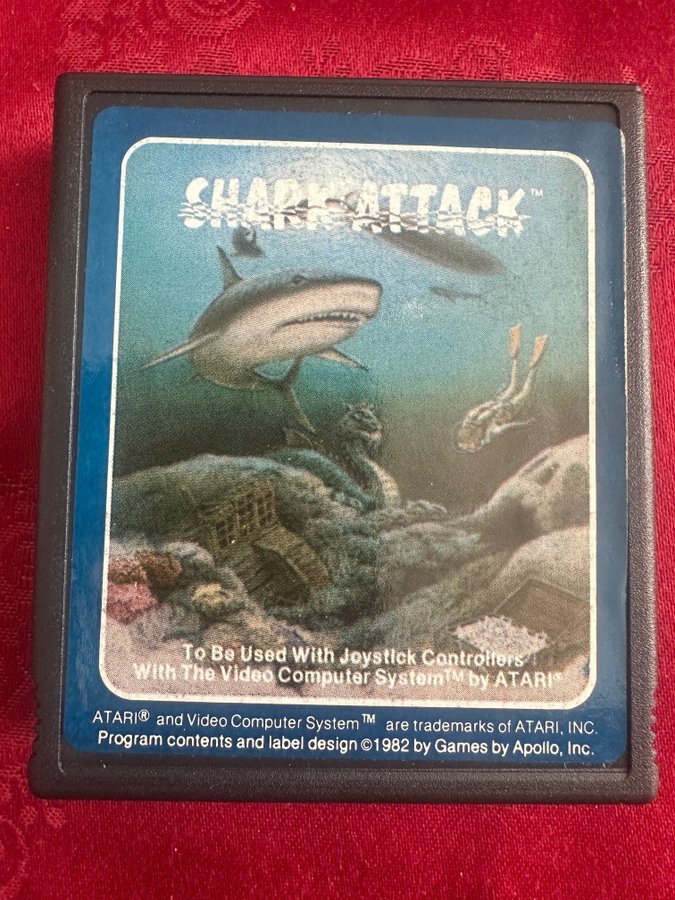 SHARK ATTACK™
To Be Used With Joystick Controllers
With The Video Computer System™ by ATARI®
ATARI® and Video Computer System™ are trademarks of ATARI, INC.
Program contents and label design ©1982 by Games by Apollo, Inc.